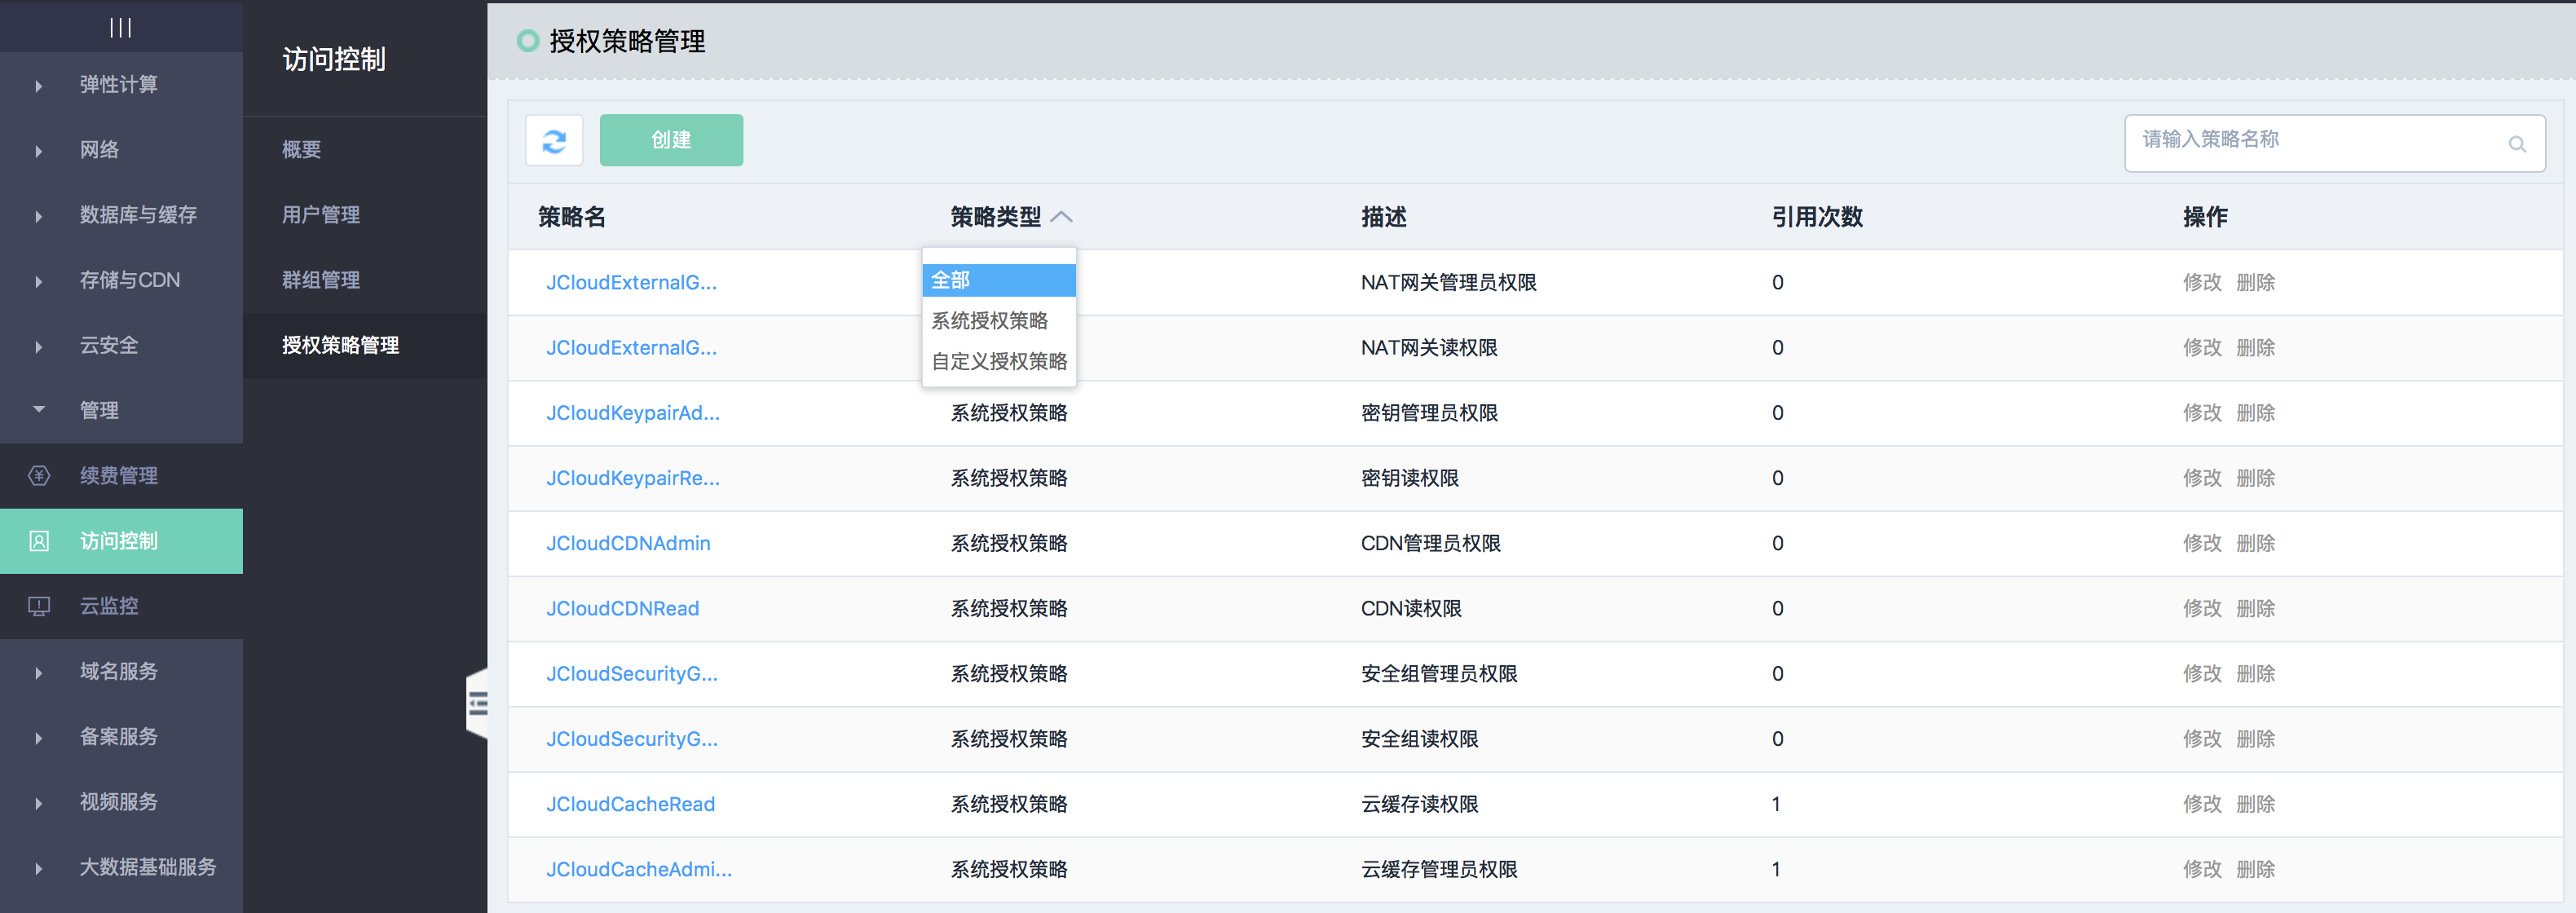 弹性计算
网络
数据库与缓存
存储与CDN
云安全
管理
续费管理
访问控制
云监控
域名服务
备案服务
视频服务
大数据基础服务
访问控制
概要
用户管理
群组管理
授权策略管理
授权策略管理
创建
请输入策略名称
策略名 策略类型 描述 引用次数 操作
全部
系统授权策略
自定义授权策略
JCloudExternalG... NAT网关管理员权限 0 修改 删除
JCloudExternalG... NAT网关读权限 0 修改 删除
JCloudKeypairAd... 系统授权策略 密钥管理员权限 0 修改 删除
JCloudKeypairRe... 系统授权策略 密钥读权限 0 修改 删除
JCloudCDNAdmin 系统授权策略 CDN管理员权限 0 修改 删除
JCloudCDNRead 系统授权策略 CDN读权限 0 修改 删除
JCloudSecurityG... 系统授权策略 安全组管理员权限 0 修改 删除
JCloudSecurityG... 系统授权策略 安全组读权限 0 修改 删除
JCloudCacheRead 系统授权策略 云缓存读权限 1 修改 删除
JCloudCacheAdmi... 系统授权策略 云缓存管理员权限 1 修改 删除